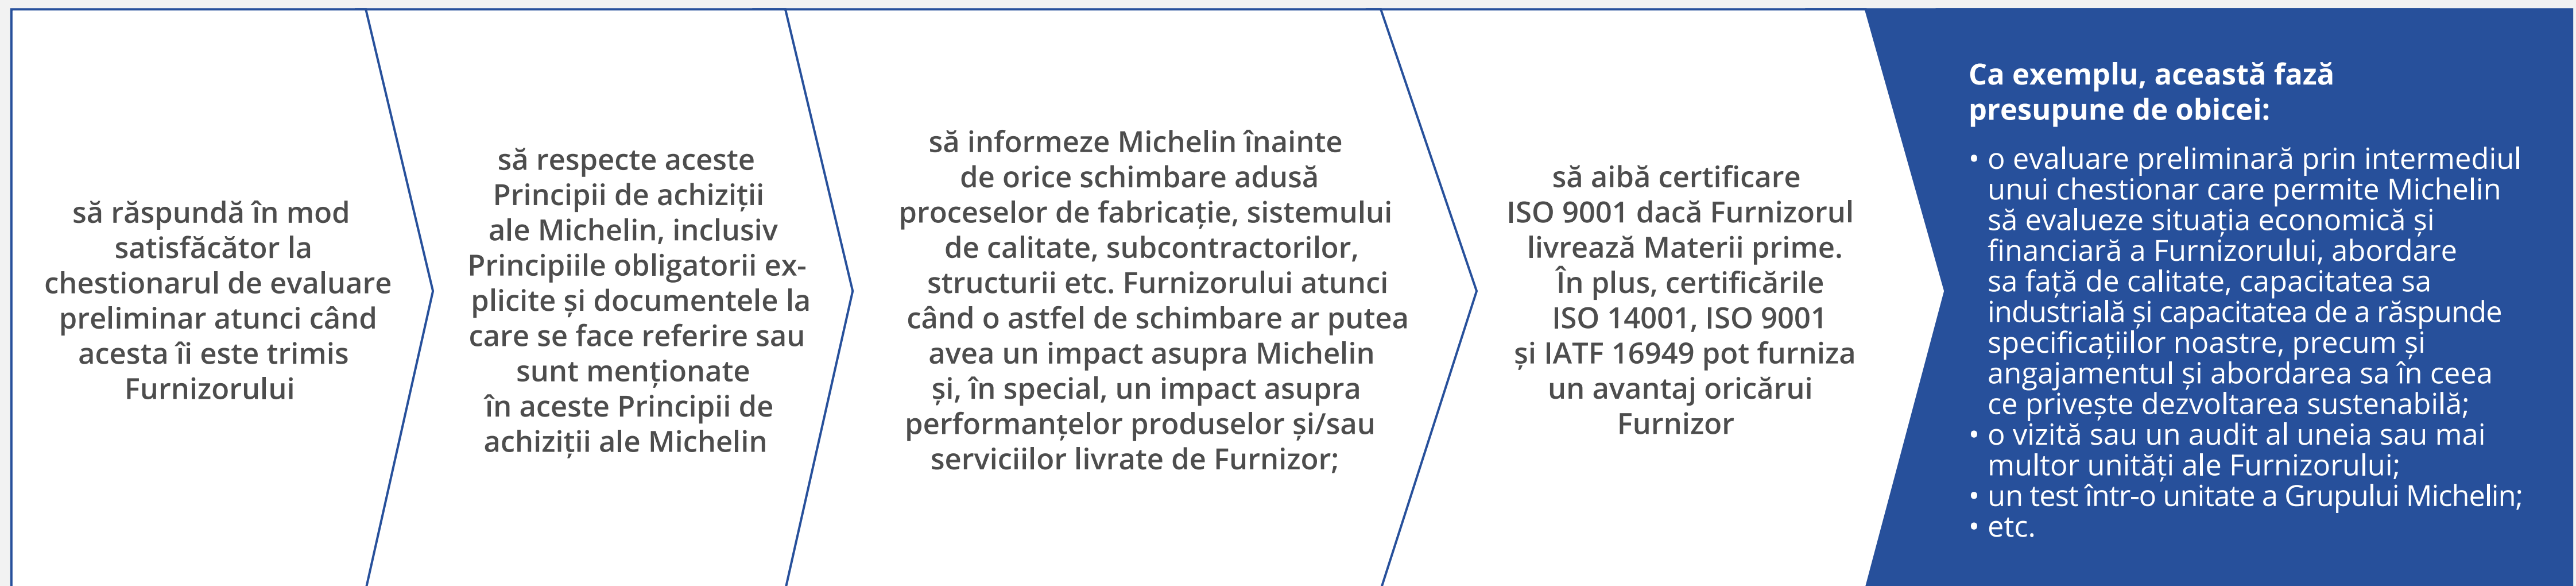 să răspundă în mod
satisfăcător la
chestionarul de evaluare
preliminar atunci când
acesta îi este trimis
Furnizorului
să respecte aceste
Principii de achiziții
ale Michelin, inclusiv
Principiile obligatorii ex-
plicite și documentele la
care se face referire sau
sunt menționate
în aceste Principii de
achiziții ale Michelin
să informeze Michelin înainte
de orice schimbare adusă
proceselor de fabricație, sistemului
de calitate, subcontractorilor,
structurii etc. Furnizorului atunci
când o astfel de schimbare ar putea
avea un impact asupra Michelin
și, în special, un impact asupra
performanțelor produselor și/sau
serviciilor livrate de Furnizor;
să aibă certificare
ISO 9001 dacă Furnizorul
livrează Materii prime.
În plus, certificările
ISO 14001, ISO 9001
și IATF 16949 pot furniza
un avantaj oricărui
Furnizor
Ca exemplu, această fază
presupune de obicei:
• o evaluare preliminară prin intermediul
unui chestionar care permite Michelin
să evalueze situația economică și
financiară a Furnizorului, abordare
sa față de calitate, capacitatea sa
industrială și capacitatea de a răspunde
specificațiilor noastre, precum și
angajamentul și abordarea sa în ceea
ce privește dezvoltarea sustenabilă;
• o vizită sau un audit al uneia sau mai
multor unități ale Furnizorului;
• un test într-o unitate a Grupului Michelin;
• etc.